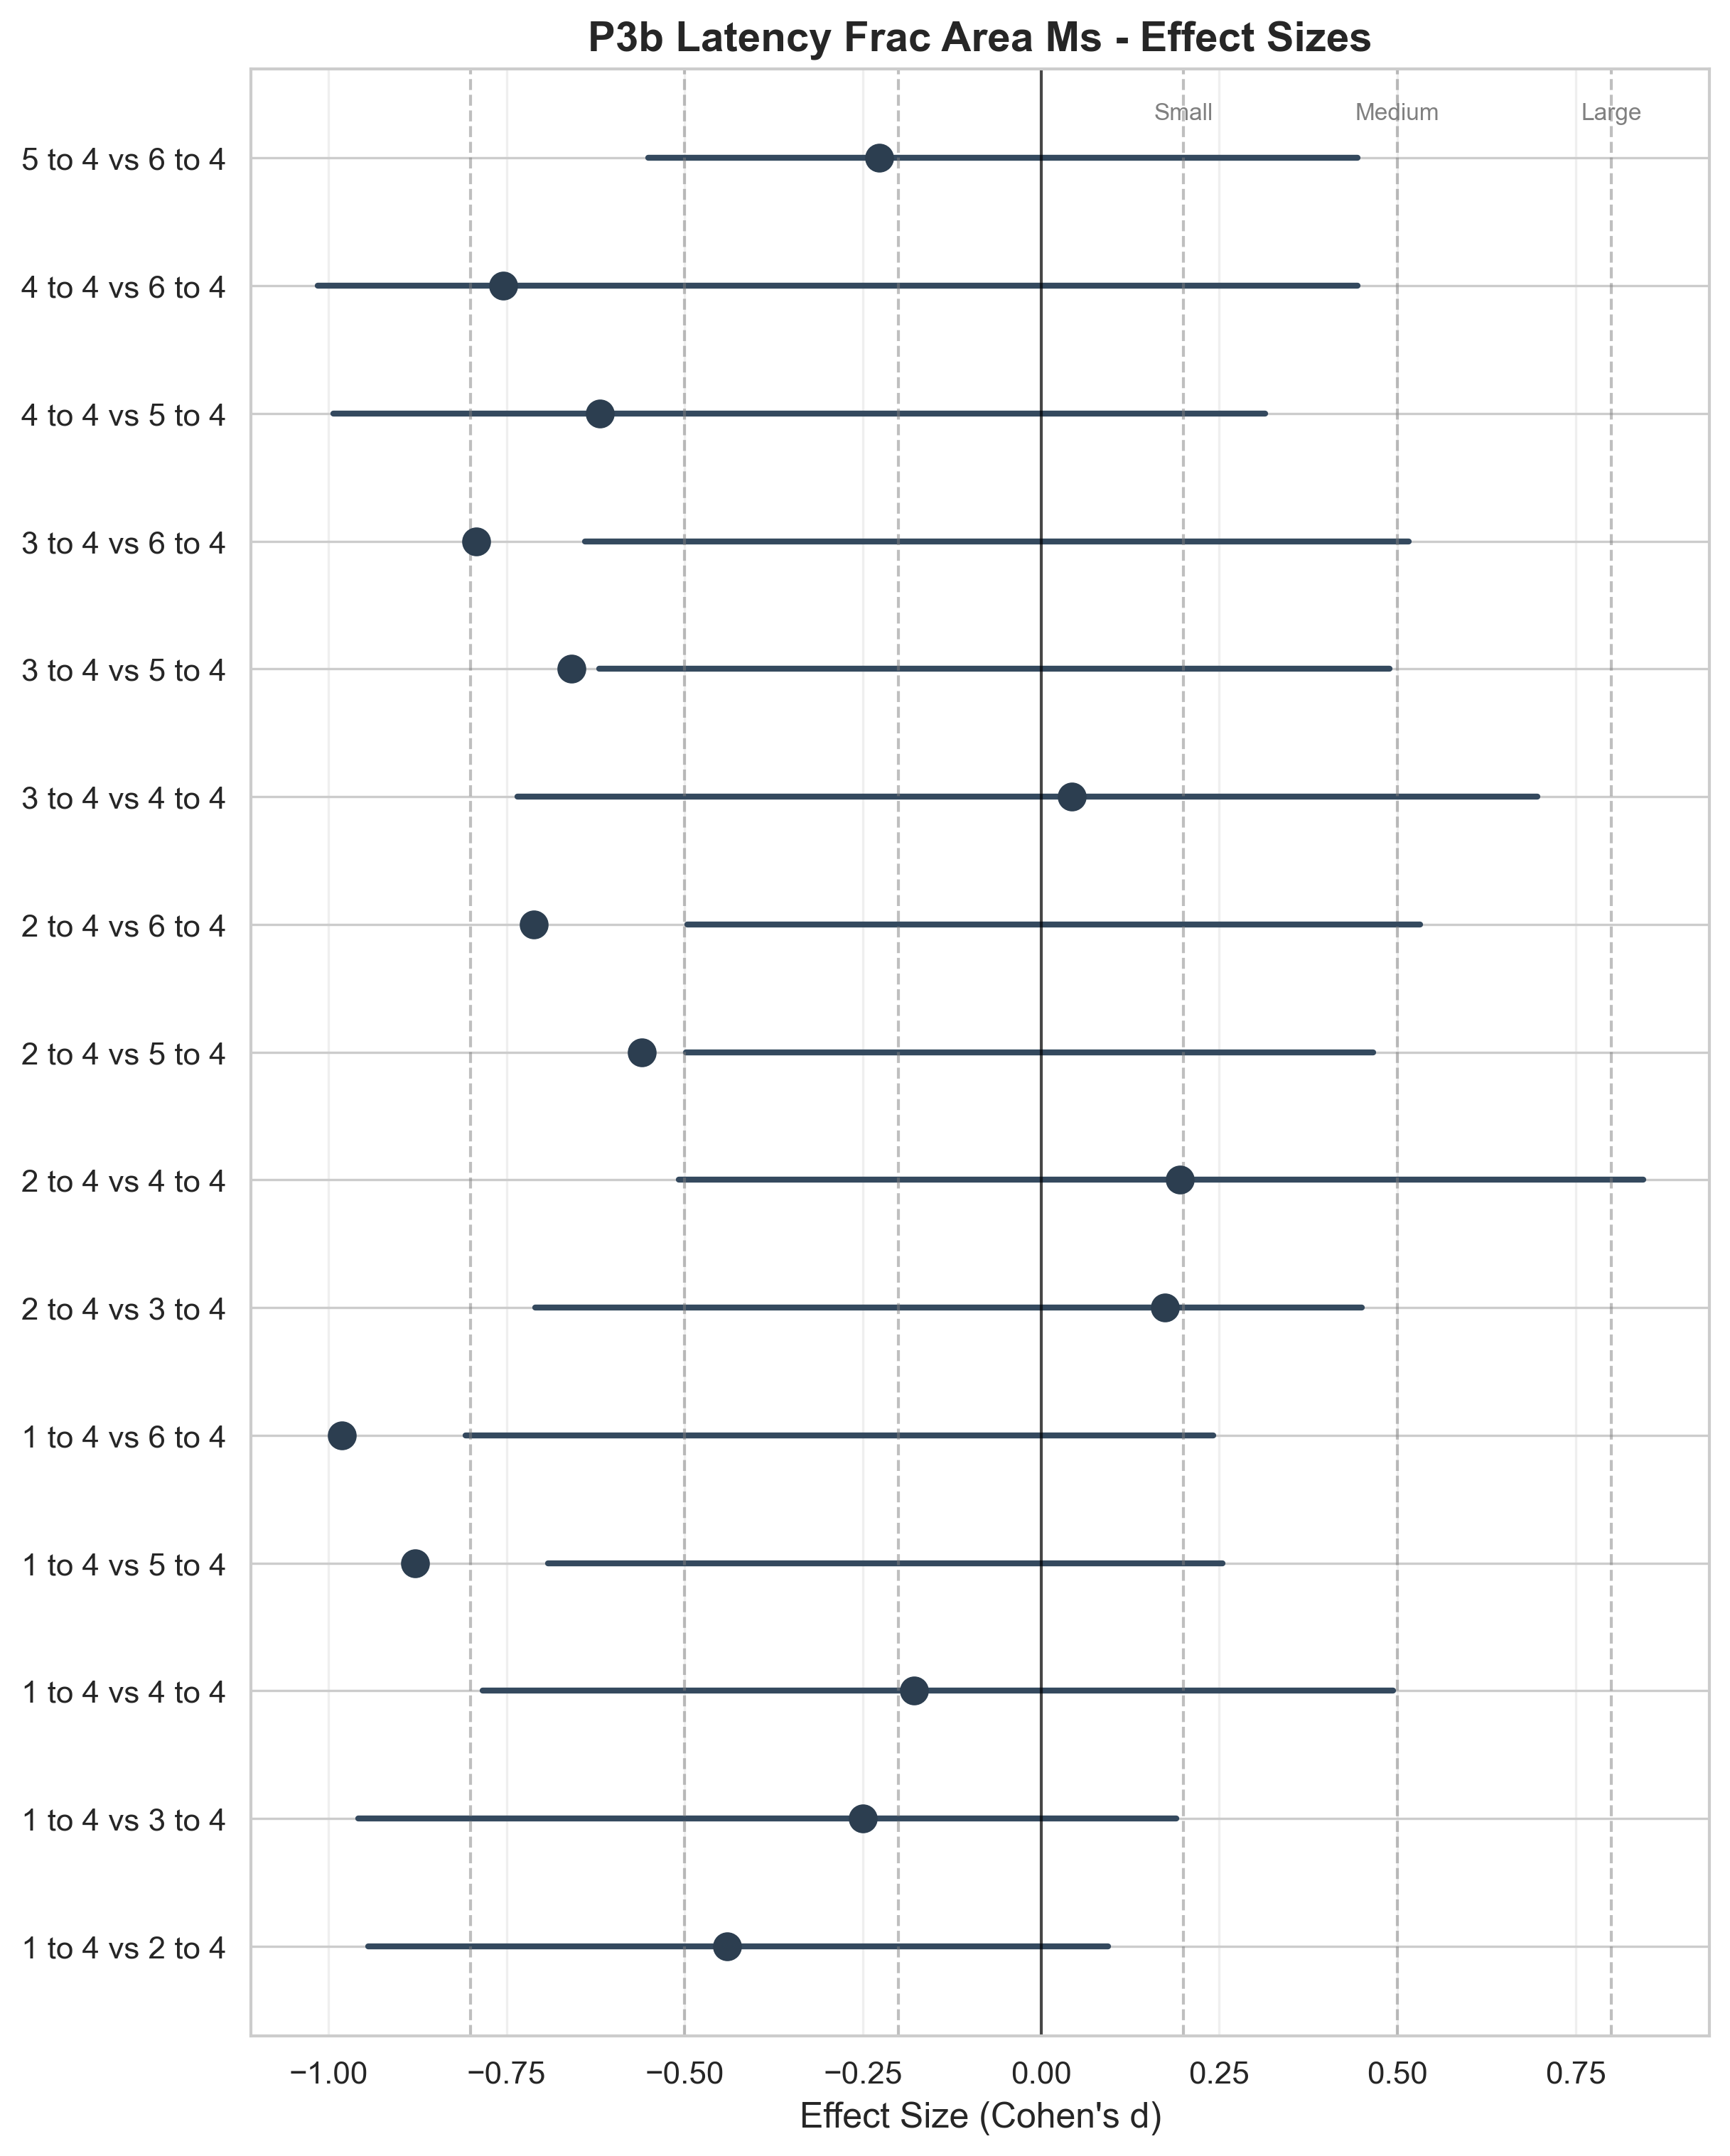 P3b Latency Frac Area Ms - Effect Sizes
Small Medium Large
5 to 4 vs 6 to 4
4 to 4 vs 6 to 4
4 to 4 vs 5 to 4
3 to 4 vs 6 to 4
3 to 4 vs 5 to 4
3 to 4 vs 4 to 4
2 to 4 vs 6 to 4
2 to 4 vs 5 to 4
2 to 4 vs 4 to 4
2 to 4 vs 3 to 4
1 to 4 vs 6 to 4
1 to 4 vs 5 to 4
1 to 4 vs 4 to 4
1 to 4 vs 3 to 4
1 to 4 vs 2 to 4
−1.00 −0.75 −0.50 −0.25 0.00 0.25 0.50 0.75
Effect Size (Cohen's d)